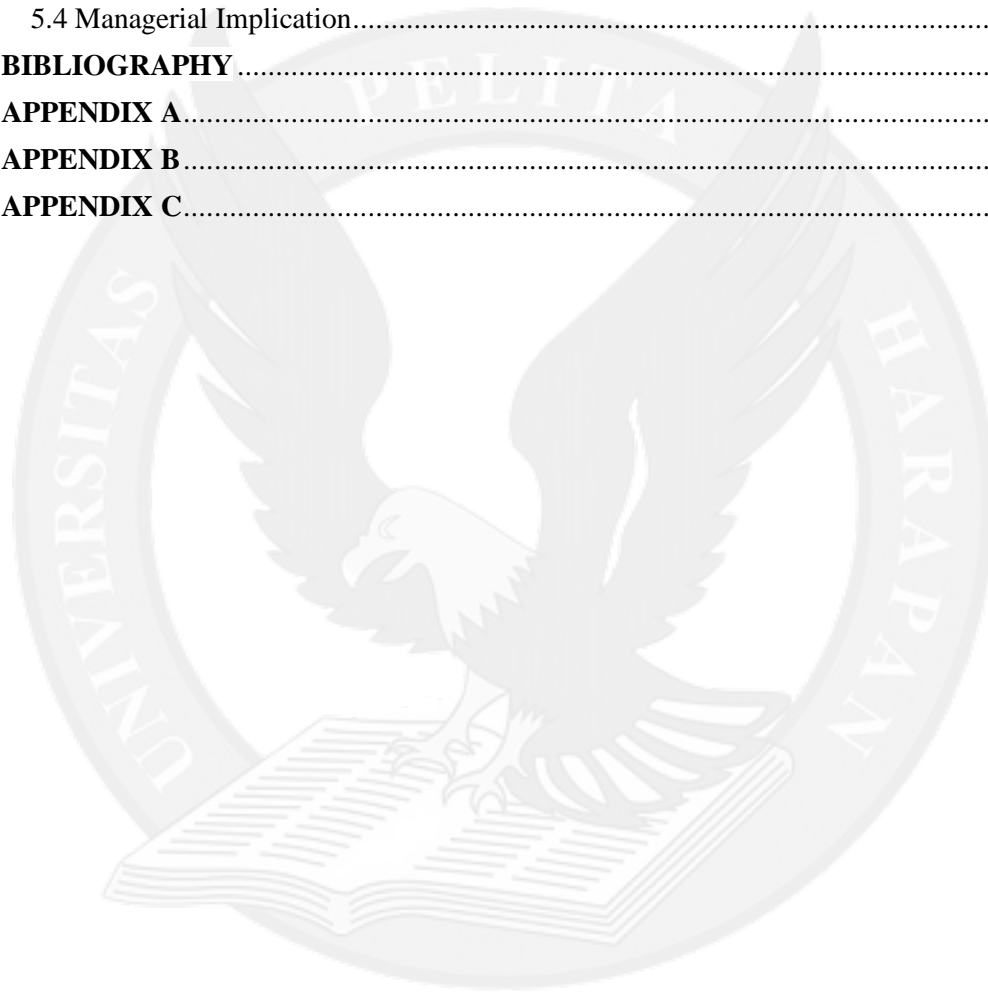 5.4 Managerial Implication....................................................................................................
BIBLIOGRAPHY....................................................................................................................
APPENDIX A............................................................................................................................
APPENDIX B............................................................................................................................
APPENDIX C............................................................................................................................
UNIVERSITAS PELITA HARAPAN